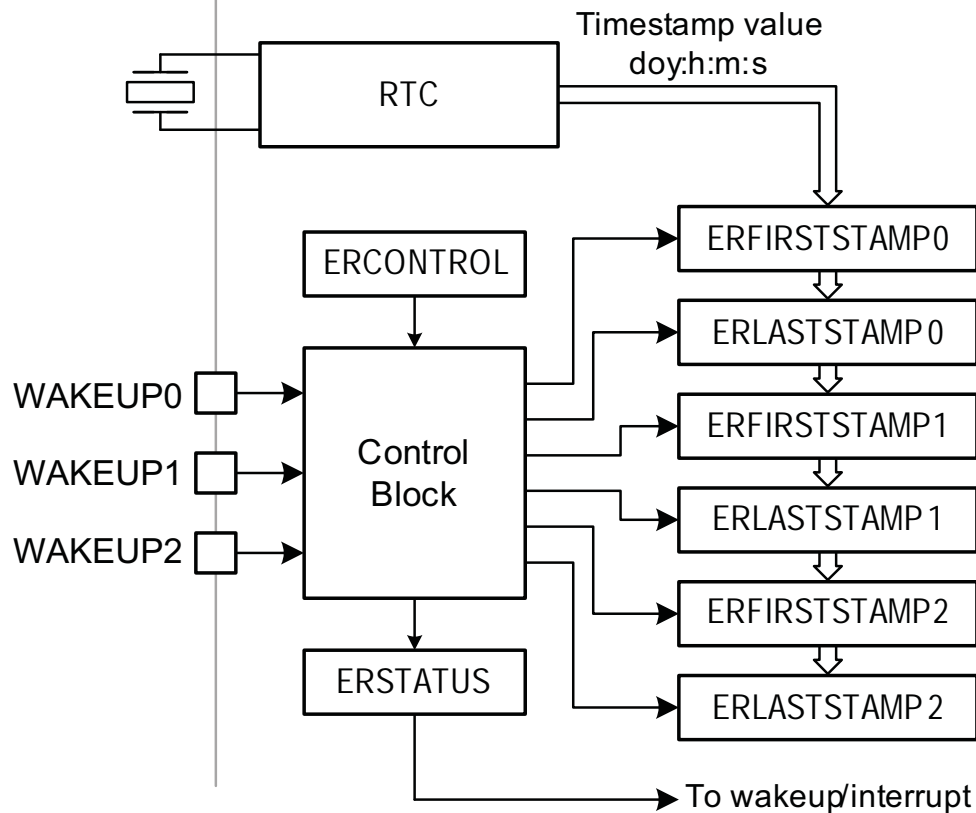 Timestamp value
doy:h:m:s
RTC
ERFIRSTSTAMP0
ERCONTROL
ERLASTSTAMP0
WAKEUP0
ERFIRSTSTAMP1
WAKEUP1
Control
Block
ERLASTSTAMP1
WAKEUP2
ERFIRSTSTAMP2
ERSTATUS
ERLASTSTAMP2
To wakeup/interrupt